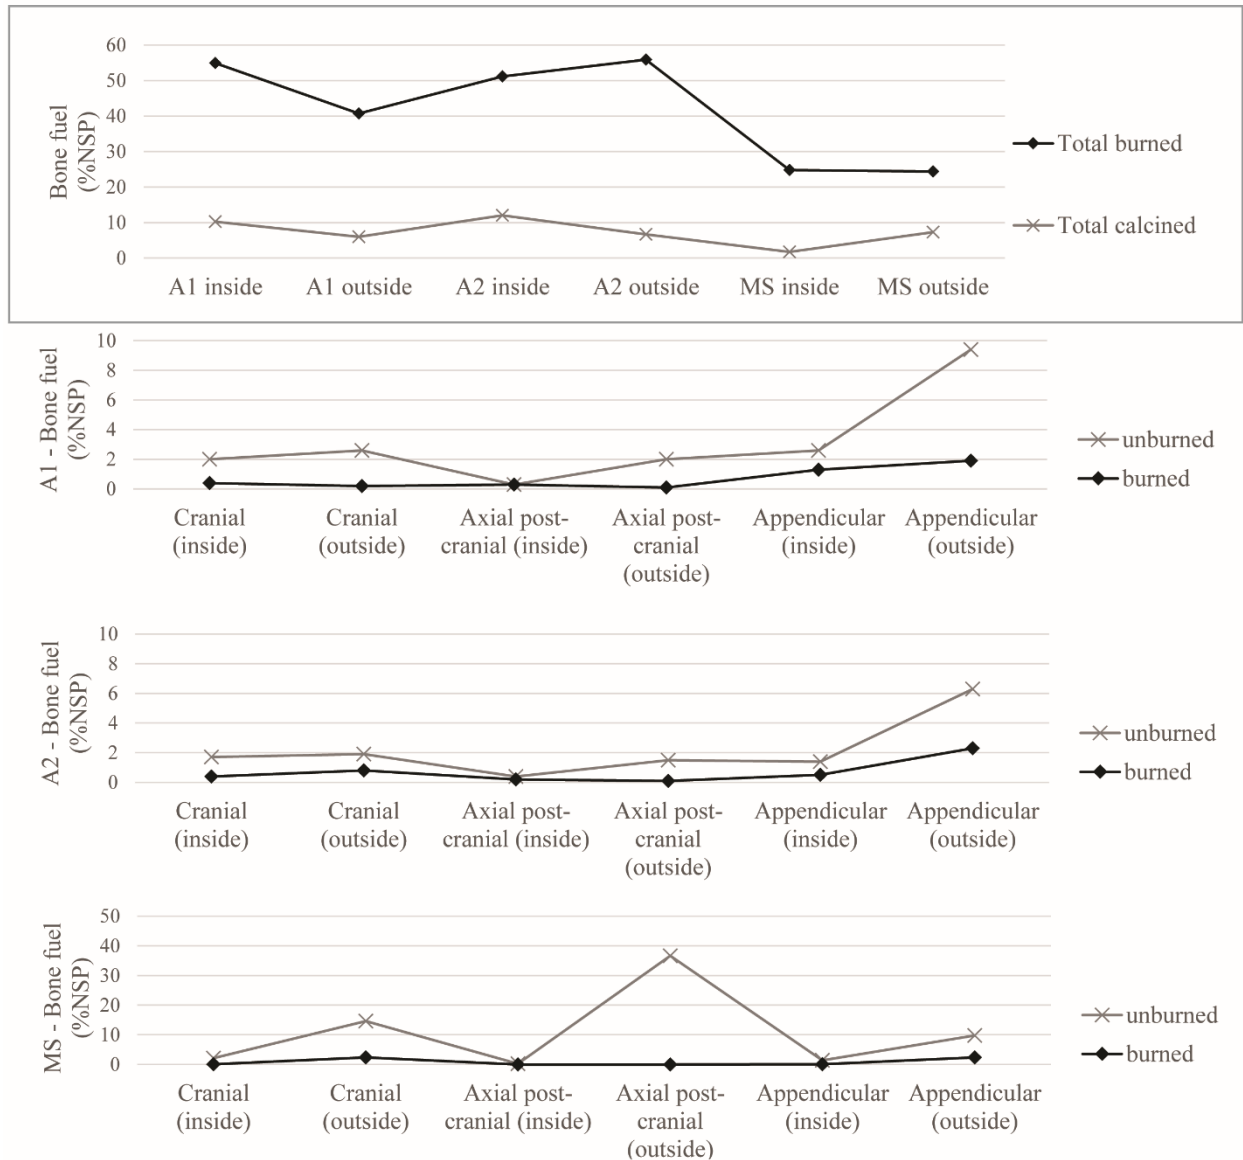 Bone fuel
(%NSP)
60
50
40
30
20
10
0
A1 inside
A1 outside
A2 inside
A2 outside
MS inside
MS outside
Total burned
Total calcined
A1 - Bone fuel
(%NSP)
10
8
6
4
2
0
Cranial
(inside)
Cranial
(outside)
Axial post-
cranial (inside)
Axial post-
cranial
(outside)
Appendicular
(inside)
Appendicular
(outside)
unburned
burned
A2 - Bone fuel
(%NSP)
10
8
6
4
2
0
Cranial
(inside)
Cranial
(outside)
Axial post-
cranial (inside)
Axial post-
cranial
(outside)
Appendicular
(inside)
Appendicular
(outside)
unburned
burned
MS - Bone fuel
(%NSP)
50
40
30
20
10
0
Cranial
(inside)
Cranial
(outside)
Axial post-
cranial (inside)
Axial post-
cranial
(outside)
Appendicular
(inside)
Appendicular
(outside)
unburned
burned